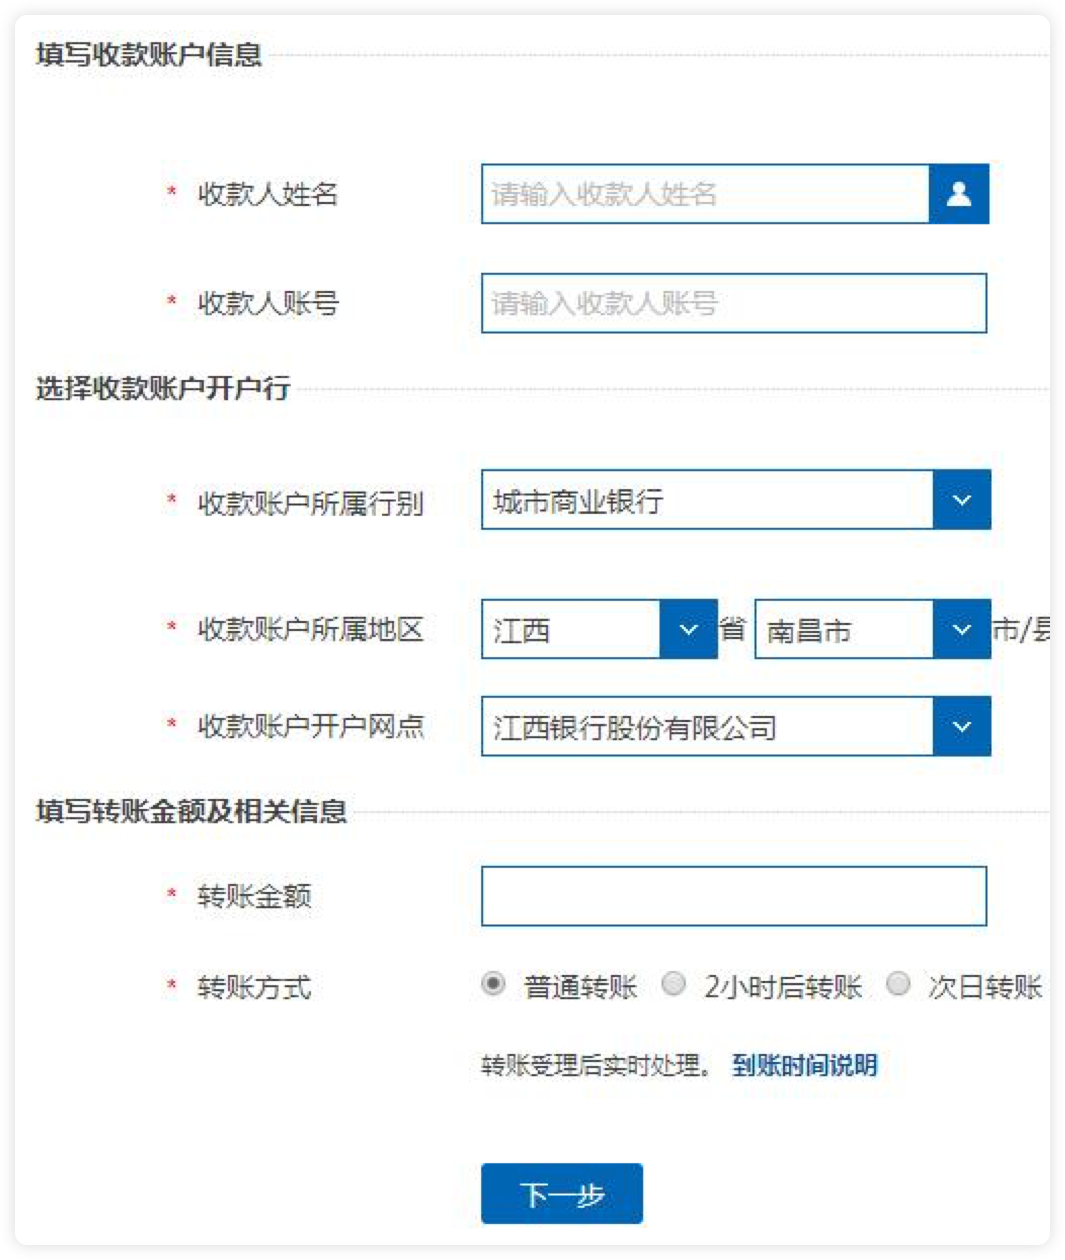 填写收款账户信息
* 收款人姓名 请输入收款人姓名
* 收款人账号 请输入收款人账号
选择收款账户开户行
* 收款账户所属行别 城市商业银行
* 收款账户所属地区 江西 省 南昌市 市/县
* 收款账户开户网点 江西银行股份有限公司
填写转账金额及相关信息
* 转账金额
* 转账方式 普通转账 2小时后转账 次日转账
转账受理后实时处理。 到账时间说明
下一步